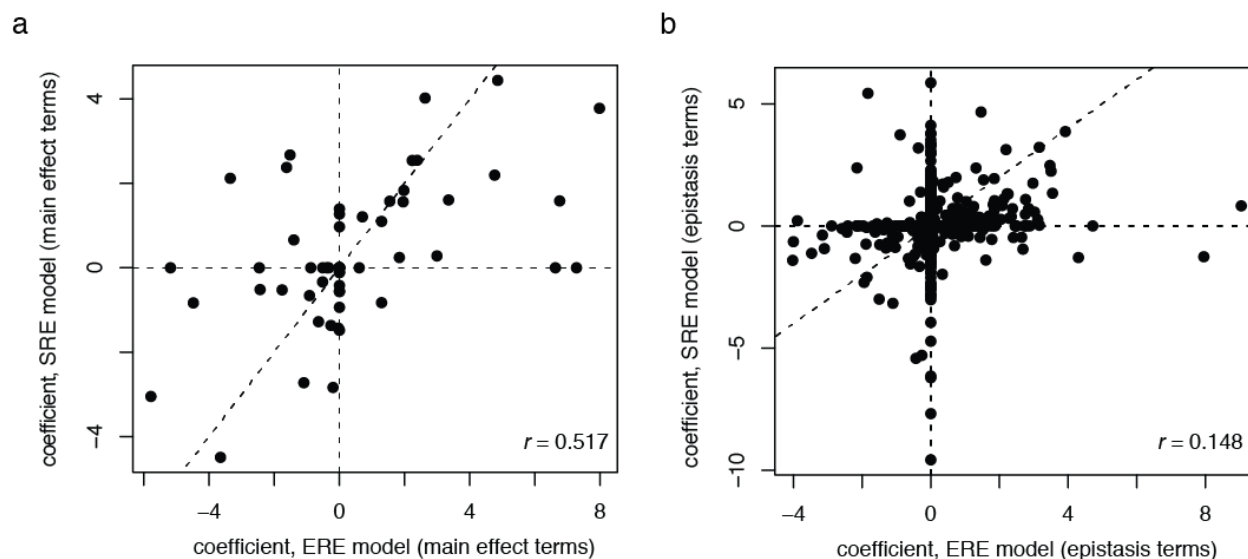 a
coefficient, SRE model (main effect terms)
4
0
−4
r = 0.517
−4
0
4
8
coefficient, ERE model (main effect terms)
b
coefficient, SRE model (epistasis terms)
5
0
−5
−10
r = 0.148
−4
0
4
8
coefficient, ERE model (epistasis terms)